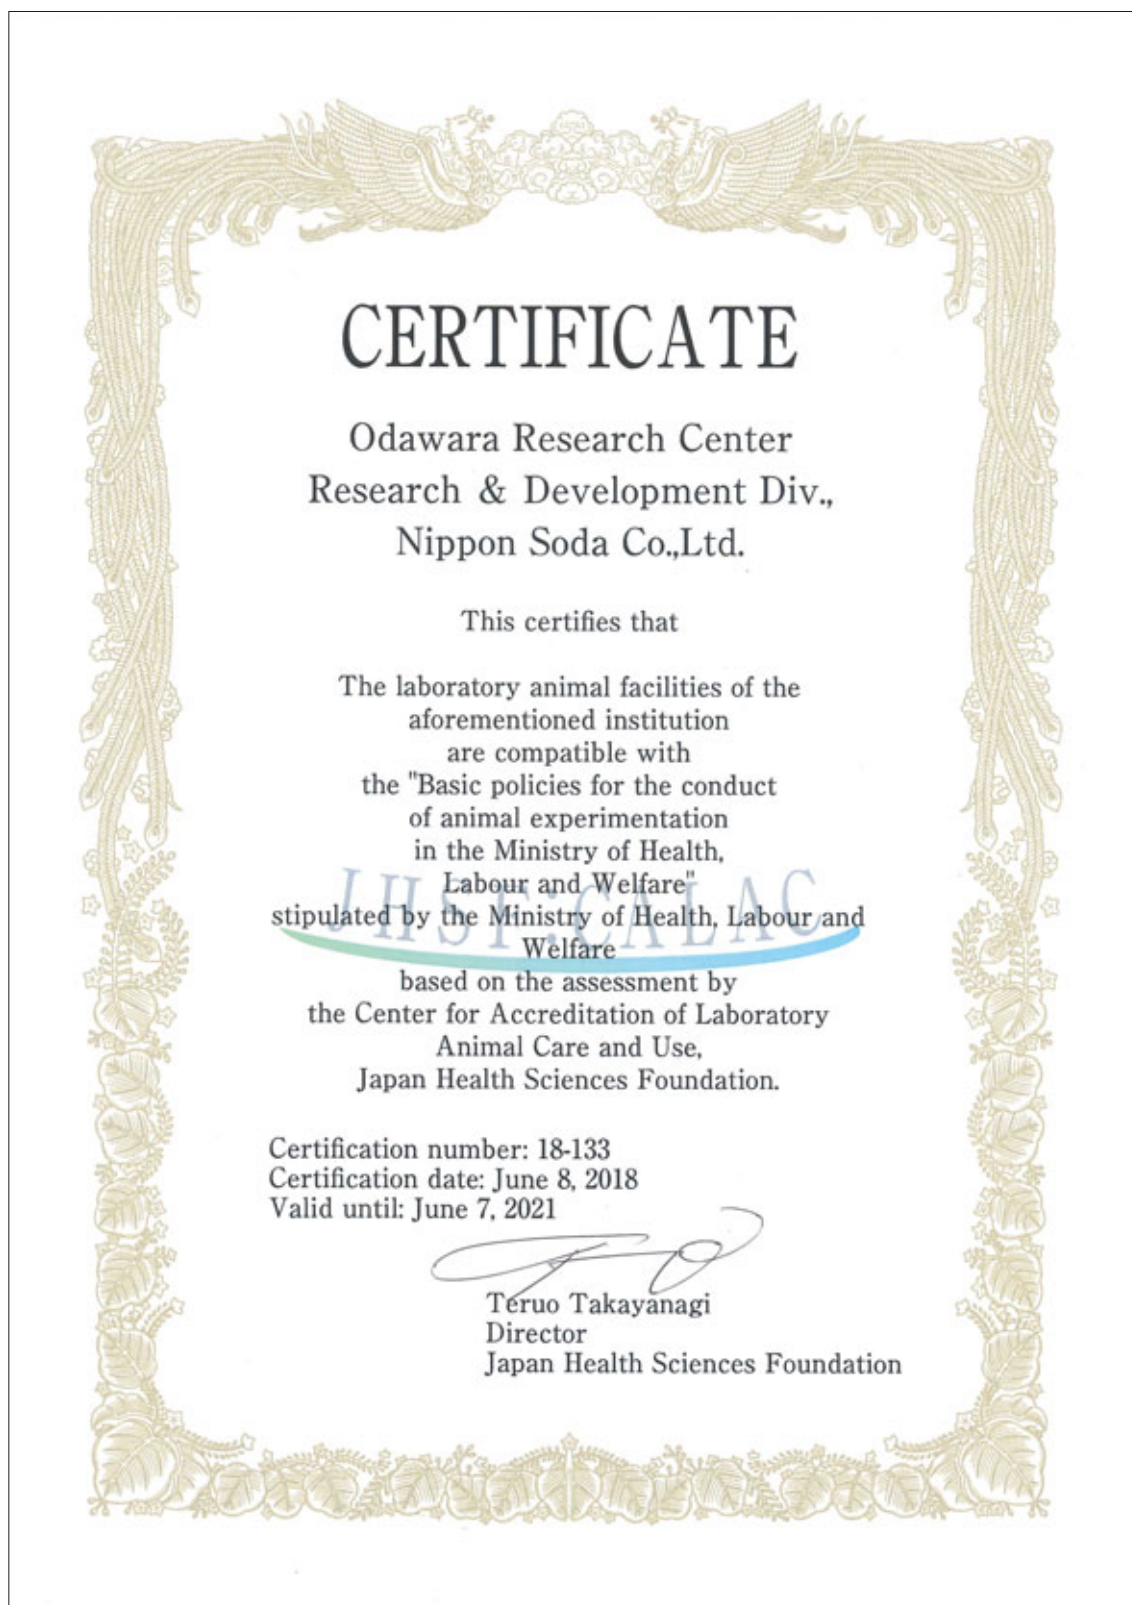 CERTIFICATE
Odawara Research Center
Research & Development Div.,
Nippon Soda Co.,Ltd.
This certifies that
The laboratory animal facilities of the
aforementioned institution
are compatible with
the "Basic policies for the conduct
of animal experimentation
in the Ministry of Health,
Labour and Welfare"
JHSF:CALAC
stipulated by the Ministry of Health, Labour and
Welfare
based on the assessment by
the Center for Accreditation of Laboratory
Animal Care and Use,
Japan Health Sciences Foundation.
Certification number: 18-133
Certification date: June 8, 2018
Valid until: June 7, 2021
Teruo Takayanagi
Director
Japan Health Sciences Foundation